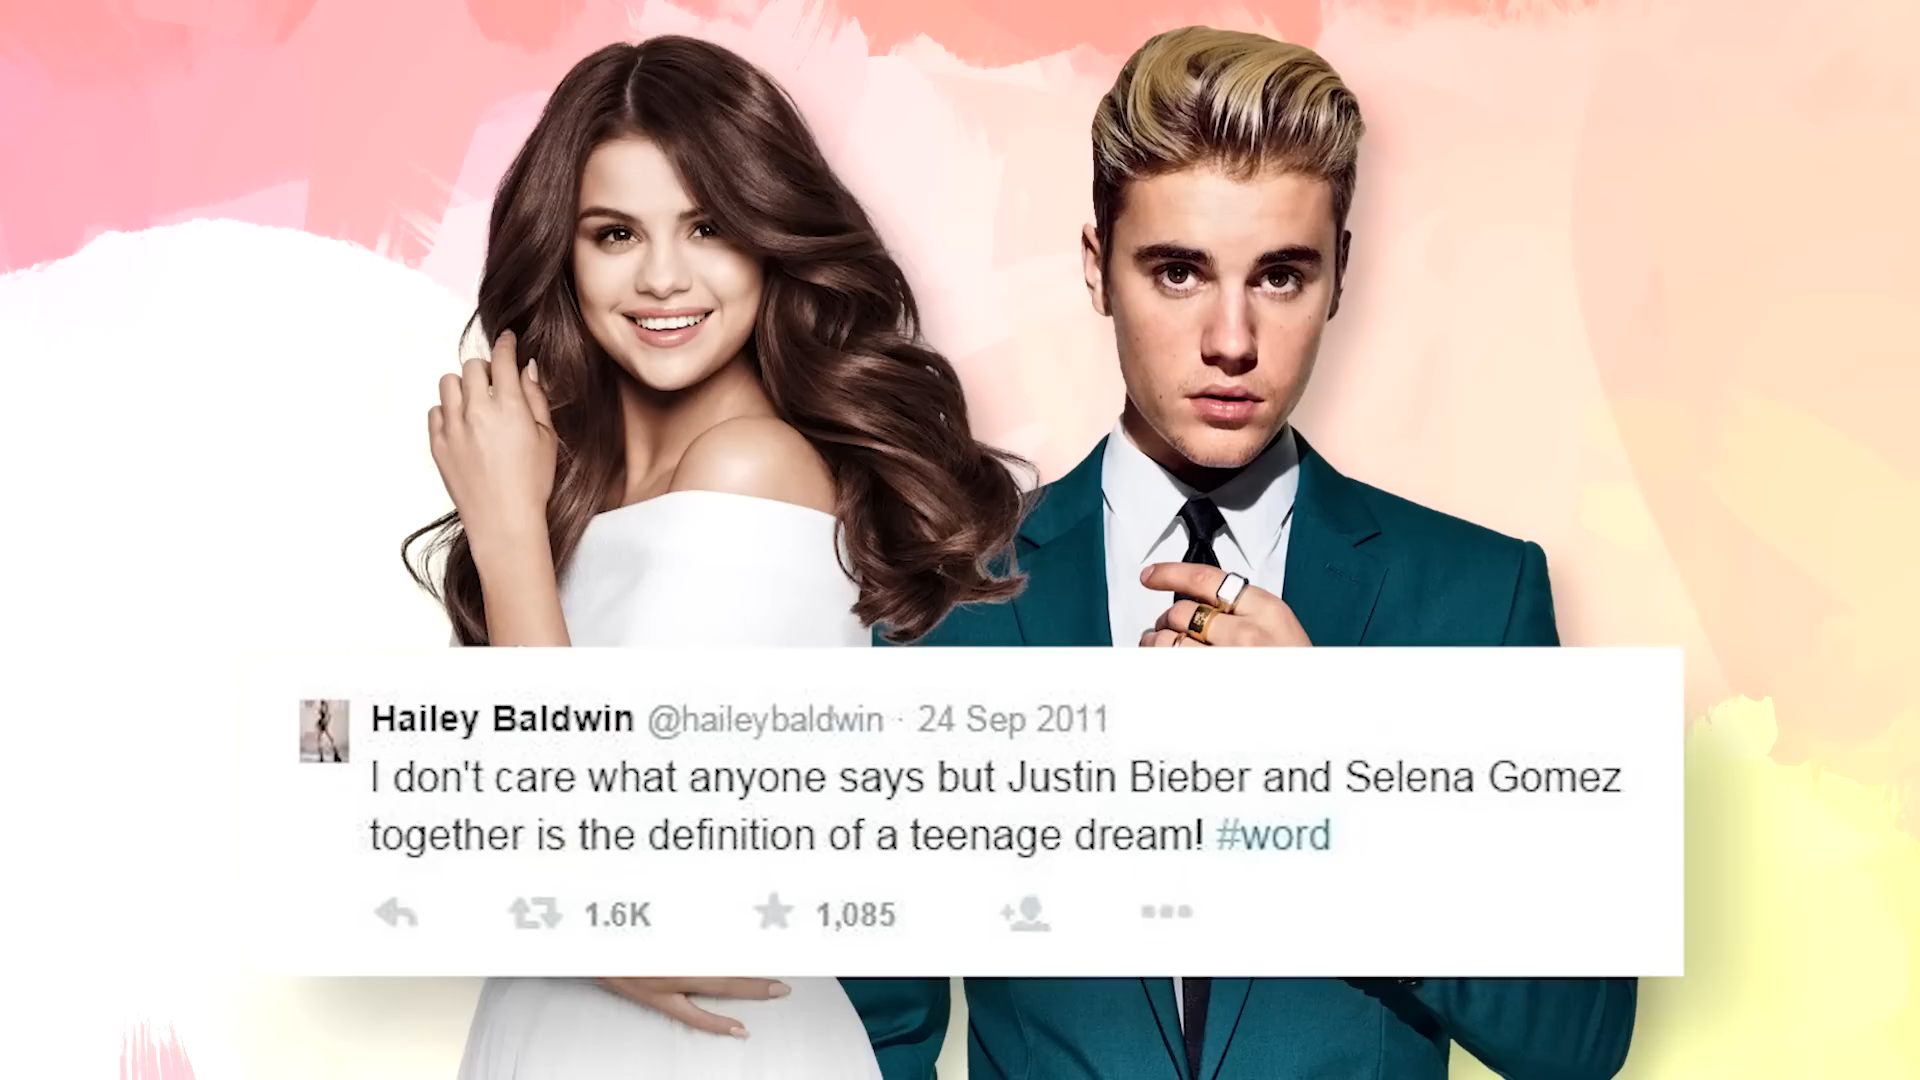 Hailey Baldwin @haileybaldwin · 24 Sep 2011
I don't care what anyone says but Justin Bieber and Selena Gomez
together is the definition of a teenage dream! #word
1.6K 1,085